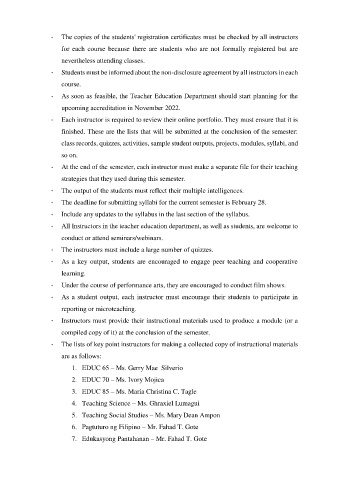 - The copies of the students' registration certificates must be checked by all instructors
for each course because there are students who are not formally registered but are
nevertheless attending classes.
- Students must be informed about the non-disclosure agreement by all instructors in each
course.
- As soon as feasible, the Teacher Education Department should start planning for the
upcoming accreditation in November 2022.
- Each instructor is required to review their online portfolio. They must ensure that it is
finished. These are the lists that will be submitted at the conclusion of the semester:
class records, quizzes, activities, sample student outputs, projects, modules, syllabi, and
so on.
- At the end of the semester, each instructor must make a separate file for their teaching
strategies that they used during this semester.
- The output of the students must reflect their multiple intelligences.
- The deadline for submitting syllabi for the current semester is February 28.
- Include any updates to the syllabus in the last section of the syllabus.
- All Instructors in the teacher education department, as well as students, are welcome to
conduct or attend seminars/webinars.
- The instructors must include a large number of quizzes.
- As a key output, students are encouraged to engage peer teaching and cooperative
learning.
- Under the course of performance arts, they are encouraged to conduct film shows.
- As a student output, each instructor must encourage their students to participate in
reporting or microteaching.
- Instructors must provide their instructional materials used to produce a module (or a
compiled copy of it) at the conclusion of the semester.
- The lists of key point instructors for making a collected copy of instructional materials
are as follows:
1. EDUC 65 – Ms. Gerry Mae Silverio
2. EDUC 70 – Ms. Ivory Mojica
3. EDUC 85 – Ms. Maria Christina C. Tagle
4. Teaching Science – Ms. Ghraxiel Lumagui
5. Teaching Social Studies – Ms. Mary Dean Ampon
6. Pagtuturo ng Filipino – Mr. Fahad T. Gote
7. Edukasyong Pantahanan – Mr. Fahad T. Gote